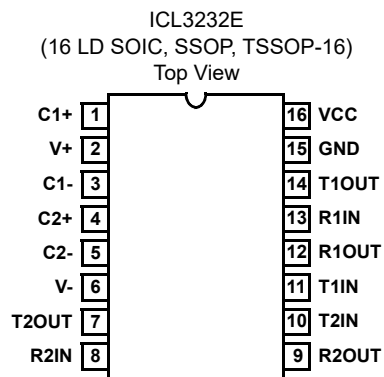 ICL3232E
(16 LD SOIC, SSOP, TSSOP-16)
Top View
C1+ 1 16 VCC
V+ 2 15 GND
C1- 3 14 T1OUT
C2+ 4 13 R1IN
C2- 5 12 R1OUT
V- 6 11 T1IN
T2OUT 7 10 T2IN
R2IN 8 9 R2OUT